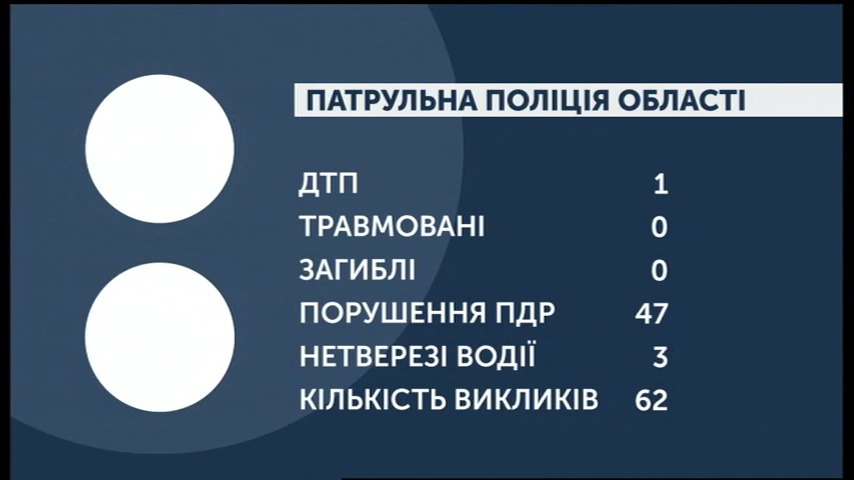 ПАТРУЛЬНА ПОЛІЦІЯ ОБЛАСТІ
ДТП 1
ТРАВМОВАНІ 0
ЗАГИБЛІ 0
ПОРУШЕННЯ ПДР 47
НЕТВЕРЕЗІ ВОДІЇ 3
КІЛЬКІСТЬ ВИКЛИКІВ 62